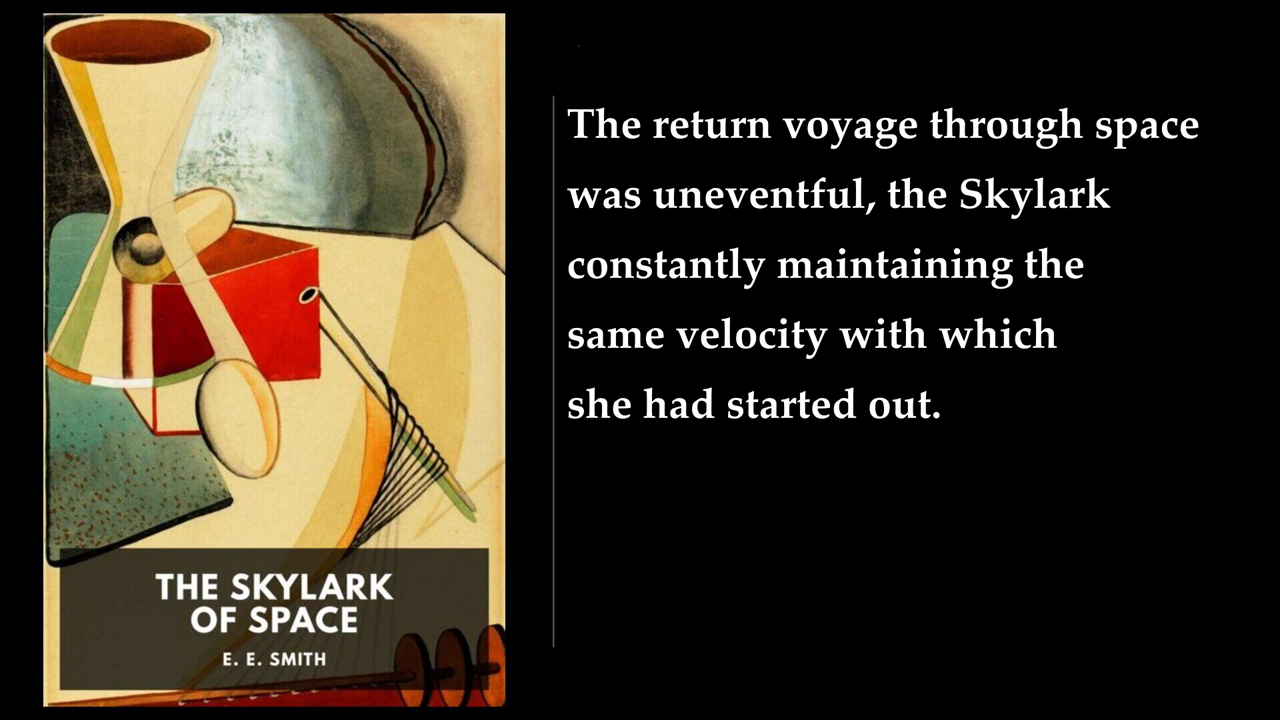 THE SKYLARK
OF SPACE
E. E. SMITH
The return voyage through space
was uneventful, the Skylark
constantly maintaining the
same velocity with which
she had started out.